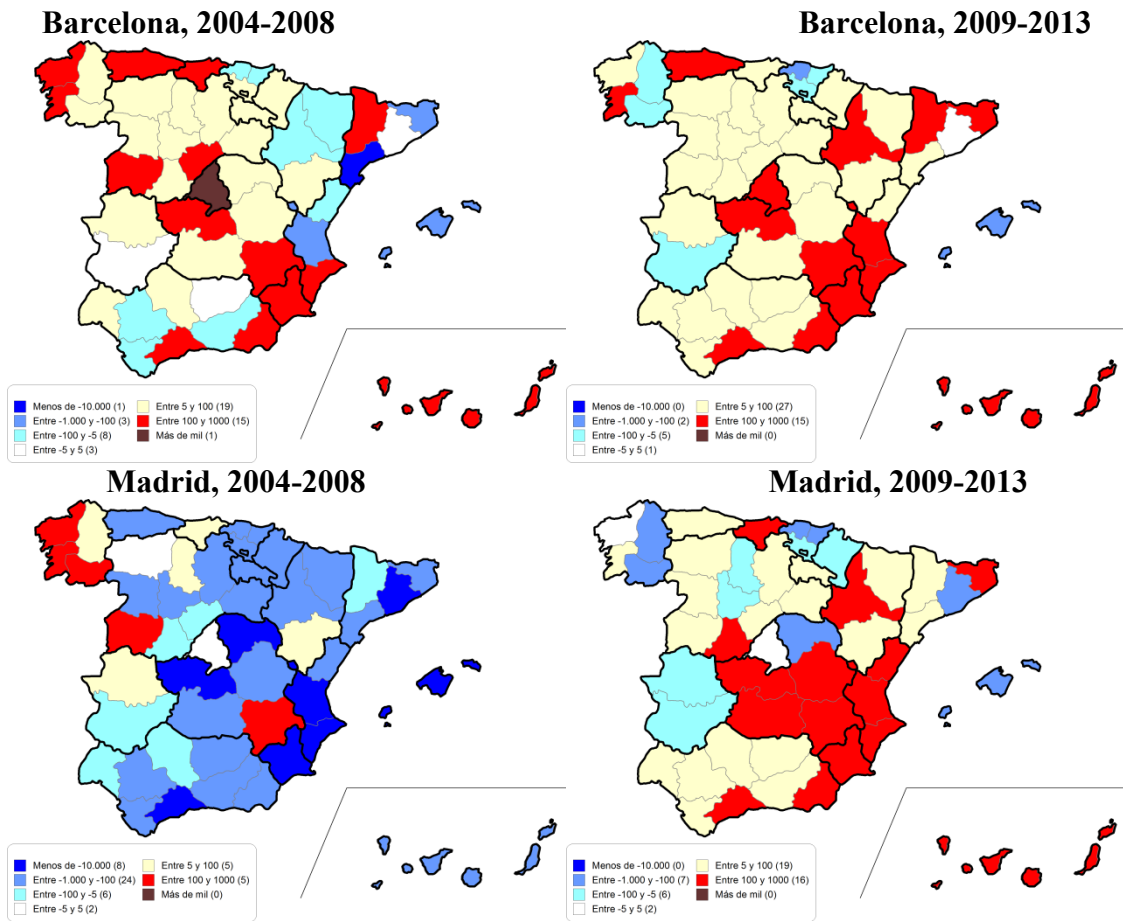 Barcelona, 2004-2008
Barcelona, 2009-2013
Menos de -10.000 (1)
Entre -1.000 y -100 (3)
Entre -100 y -5 (8)
Entre -5 y 5 (3)
Entre 5 y 100 (19)
Entre 100 y 1000 (15)
Más de mil (1)
Menos de -10.000 (0)
Entre -1.000 y -100 (2)
Entre -100 y -5 (5)
Entre -5 y 5 (1)
Entre 5 y 100 (27)
Entre 100 y 1000 (15)
Más de mil (0)
Madrid, 2004-2008
Madrid, 2009-2013
Menos de -10.000 (8)
Entre -1.000 y -100 (24)
Entre -100 y -5 (6)
Entre -5 y 5 (2)
Entre 5 y 100 (5)
Entre 100 y 1000 (5)
Más de mil (0)
Menos de -10.000 (0)
Entre -1.000 y -100 (7)
Entre -100 y -5 (6)
Entre -5 y 5 (2)
Entre 5 y 100 (19)
Entre 100 y 1000 (16)
Más de mil (0)